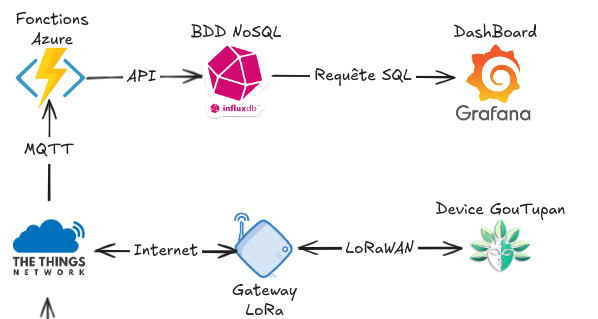 Fonctions
Azure
BDD NoSQL
DashBoard
API
influxdb
Requête SQL
Grafana
MQTT
Device GouTupan
THE THINGS
NETWORK
Internet
LoRaWAN
Gateway
LoRa